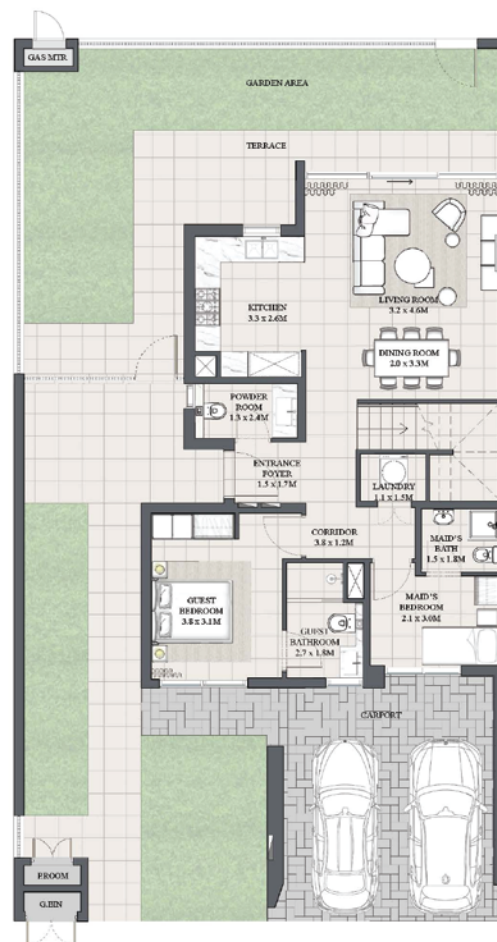 GAS MTR
GARDEN AREA
TERRACE
KITCHEN
3.3 x 2.6M
LIVING ROOM
3.2 x 4.6M
DINING ROOM
2.0 x 3.3M
POWDER
ROOM
1.3 x 2.4M
ENTRANCE
FOYER
1.5 x 1.7M
LAUNDRY
1.1 x 1.5M
CORRIDOR
3.8 x 1.2M
MAID'S
BATH
1.5 x 1.8M
GUEST
BEDROOM
3.8 x 3.1M
MAID'S
BEDROOM
2.1 x 3.0M
GUEST
BATHROOM
2.7 x 1.8M
CARPORT
P.ROOM
G.BIN